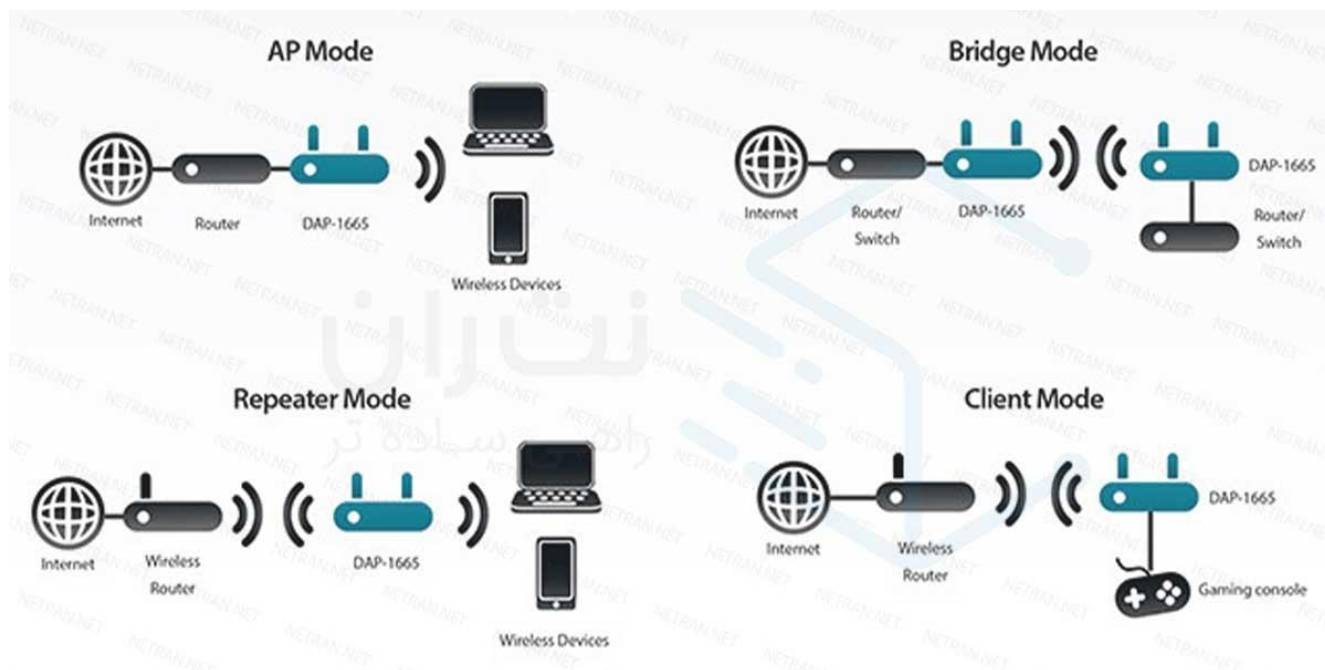 AP Mode
Internet
Router
DAP-1665
Wireless Devices
Bridge Mode
Internet
Router/
Switch
DAP-1665
DAP-1665
Router/
Switch
نت‌ران
ساده تر
Repeater Mode
Internet
Wireless
Router
DAP-1665
Wireless Devices
Client Mode
Internet
Wireless
Router
DAP-1665
Gaming console
NETRAN.NET